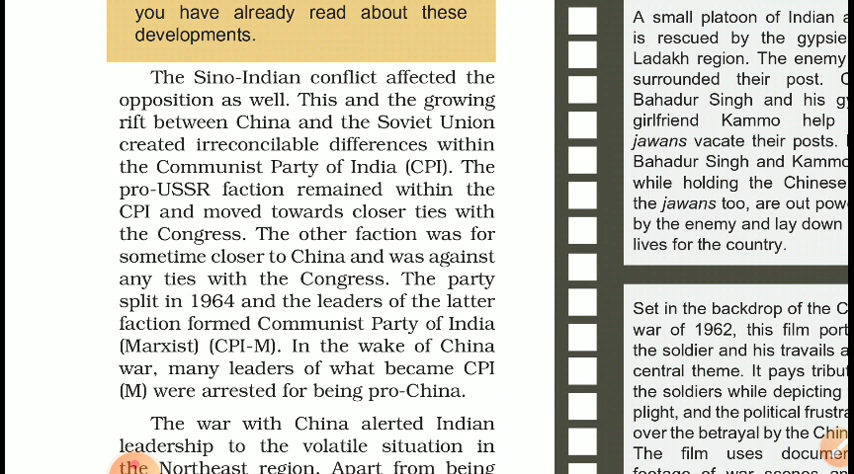 you have already read about these
developments.
The Sino-Indian conflict affected the
opposition as well. This and the growing
rift between China and the Soviet Union
created irreconcilable differences within
the Communist Party of India (CPI). The
pro-USSR faction remained within the
CPI and moved towards closer ties with
the Congress. The other faction was for
sometime closer to China and was against
any ties with the Congress. The party
split in 1964 and the leaders of the latter
faction formed Communist Party of India
(Marxist) (CPI-M). In the wake of China
war, many leaders of what became CPI
(M) were arrested for being pro-China.
The war with China alerted Indian
leadership to the volatile situation in
the Northeast region. Apart from being
A small platoon of Indian
is rescued by the gypsie
Ladakh region. The enemy
surrounded their post.
Bahadur Singh and his
girlfriend Kammo help
jawans vacate their posts.
Bahadur Singh and Kammo
while holding the Chinese
the jawans too, are out pow
by the enemy and lay down
lives for the country.
Set in the backdrop of the
war of 1962, this film port
the soldier and his travails
central theme. It pays tribu
the soldiers while depicting
plight, and the political frustra
over the betrayal by the Chin
The film uses documen
footage of war scenes